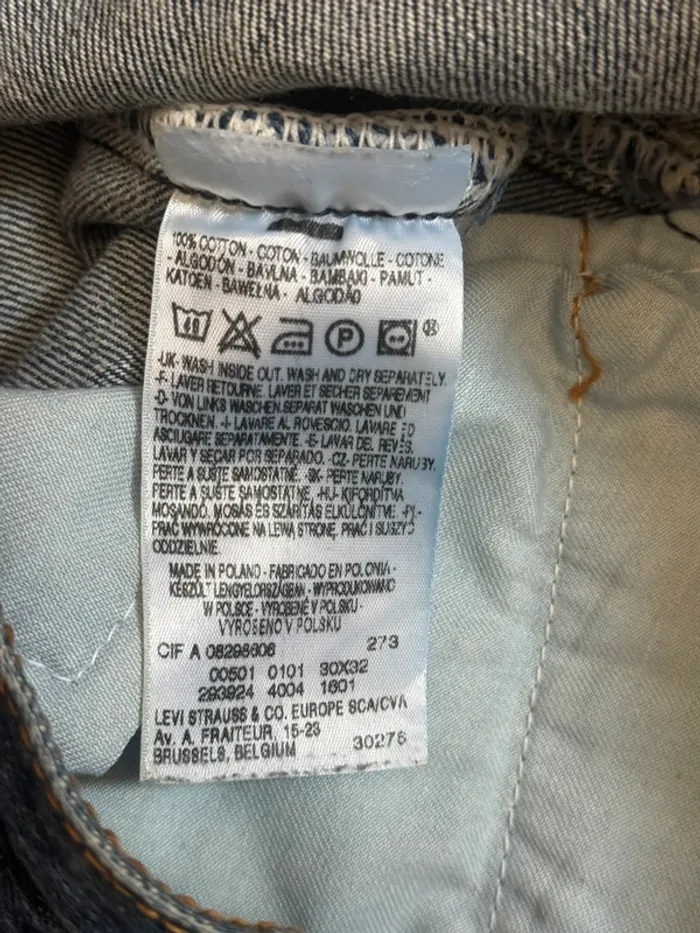 100% COTTON - COTON - BAUMWOLLE - COTONE
- ALGODÓN - BAVLNA - BAMBAKI - PAMUT -
KATOEN - BAWEŁNA - ALGODÃO
40 P ®
-UK- WASH INSIDE OUT. WASH AND DRY SEPARATELY.
-F- LAVER RETOURNE. LAVER ET SECHER SEPAREMENT
-D- VON LINKS WASCHEN.SEPARAT WASCHEN UND
TROCKNEN. -I- LAVARE AL ROVESCIO. LAVARE ED
ASCIUGARE SEPARATAMENTE. -E- LAVAR DEL REVES.
LAVAR Y SECAR POR SEPARADO. -CZ- PERTE NARUBY.
PERTE A SUŠTE SAMOSTATNE. -SK- PERTE NARUBY.
PERTE A SUŠTE SAMOSTATNE. -HU- KIFORDÍTVA
MOSANDÓ. MOSÁS ÉS SZÁRÍTÁS ELKÜLÖNÍTVE. -PL-
PRAĆ WYWRÓCONE NA LEWĄ STRONĘ. PRAĆ I SUSZYĆ
ODDZIELNIE.
MADE IN POLAND - FABRICADO EN POLONIA -
KÉSZÜLT LENGYELORSZÁGBAN - WYPRODUKOWANO
W POLSCE - VYROBENÉ V POLSKU -
VYROBENO V POLSKU
CIF A 08298606 273
00501 0101 30X32
293924 4004 1601
LEVI STRAUSS & CO. EUROPE SCA/CVA
Av. A. FRAITEUR, 15-23
BRUSSELS, BELGIUM 30276